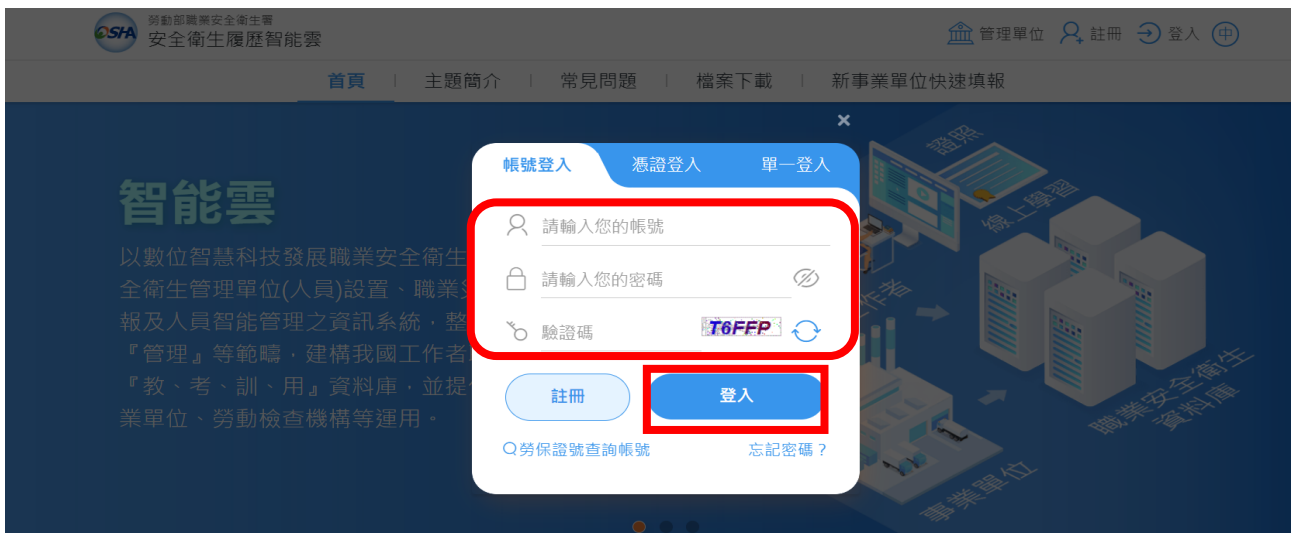 OSHA
勞動部職業安全衛生署
安全衛生履歷智能雲
管理單位 註冊 登入 中
首頁 主題簡介 常見問題 檔案下載 新事業單位快速填報
×
帳號登入 憑證登入 單一登入
請輸入您的帳號
請輸入您的密碼
驗證碼 T6FFP
註冊 登入
勞保證號查詢帳號 忘記密碼？
智能雲
以數位智慧科技發展職業安全衛生
全衛生管理單位(人員)設置、職業
報及人員智能管理之資訊系統，整
『管理』等範疇，建構我國工作者
『教、考、訓、用』資料庫，並提
業單位、勞動檢查機構等運用。
證照
線上學習
作者
職業安全衛生
資料庫
事業單位